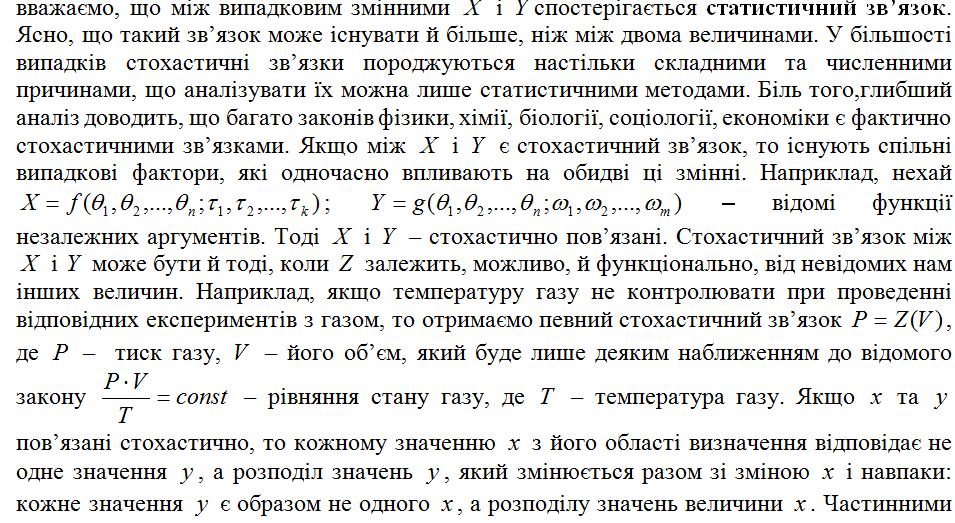 вважаємо, що між випадковим змінними X і Y спостерігається статистичний зв’язок.
Ясно, що такий зв’язок може існувати й більше, ніж між двома величинами. У більшості
випадків стохастичні зв’язки породжуються настільки складними та численними
причинами, що аналізувати їх можна лише статистичними методами. Біль того,глибший
аналіз доводить, що багато законів фізики, хімії, біології, соціології, економіки є фактично
стохастичними зв’язками. Якщо між X і Y є стохастичний зв’язок, то існують спільні
випадкові фактори, які одночасно впливають на обидві ці змінні. Наприклад, нехай
X = f(θ₁,θ₂,...,θₙ;τ₁,τ₂,...,τₖ); Y = g(θ₁,θ₂,...,θₙ;ω₁,ω₂,...,ωₘ) – відомі функції
незалежних аргументів. Тоді X і Y – стохастично пов’язані. Стохастичний зв’язок між
X і Y може бути й тоді, коли Z залежить, можливо, й функціонально, від невідомих нам
інших величин. Наприклад, якщо температуру газу не контролювати при проведенні
відповідних експериментів з газом, то отримаємо певний стохастичний зв’язок P = Z(V),
де P – тиск газу, V – його об’єм, який буде лише деяким наближенням до відомого
закону P·V/T = const – рівняння стану газу, де T – температура газу. Якщо x та y
пов’язані стохастично, то кожному значенню x з його області визначення відповідає не
одне значення y, а розподіл значень y, який змінюється разом зі зміною x і навпаки:
кожне значення y є образом не одного x, а розподілу значень величини x. Частинними